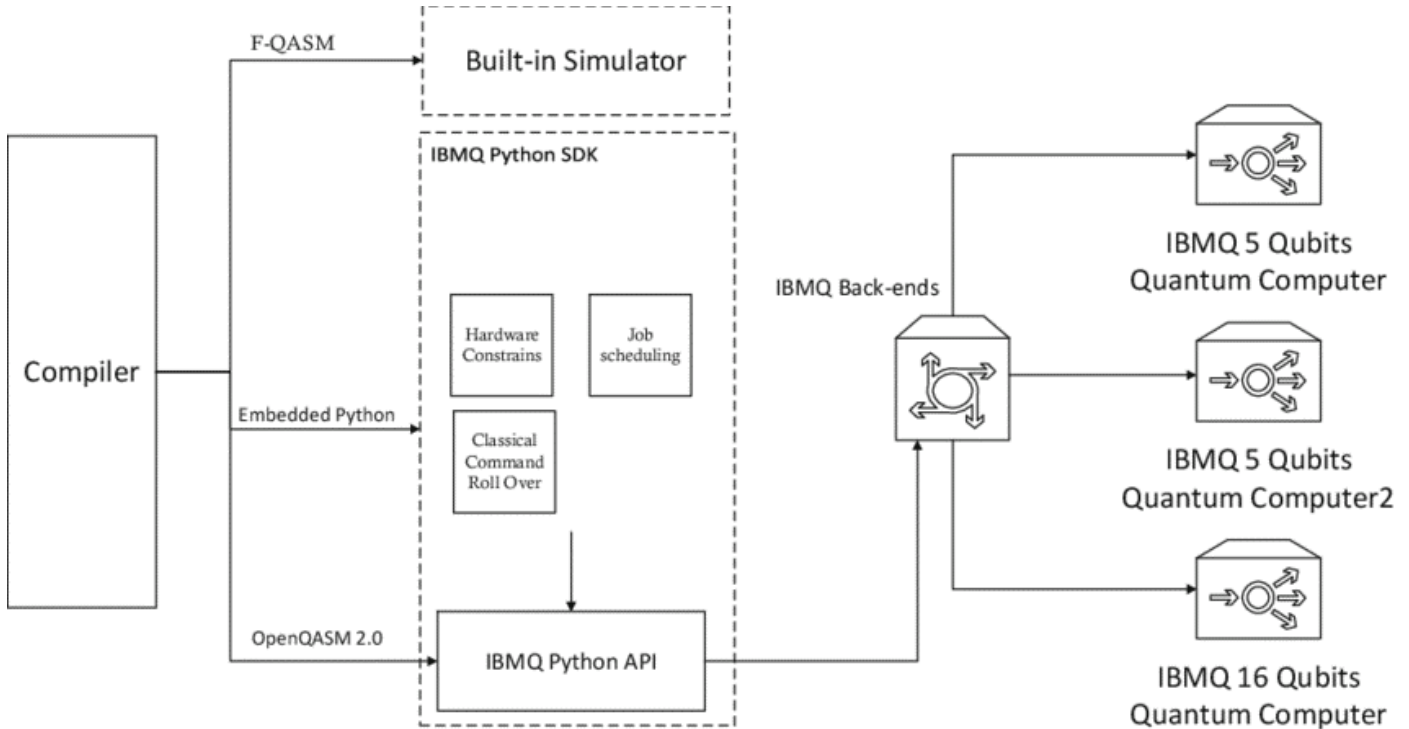 F-QASM
Built-in Simulator
IBMQ Python SDK
Compiler
Hardware
Constrains
Job
scheduling
Embedded Python
Classical
Command
Roll Over
OpenQASM 2.0
IBMQ Python API
IBMQ Back-ends
IBMQ 5 Qubits
Quantum Computer
IBMQ 5 Qubits
Quantum Computer2
IBMQ 16 Qubits
Quantum Computer